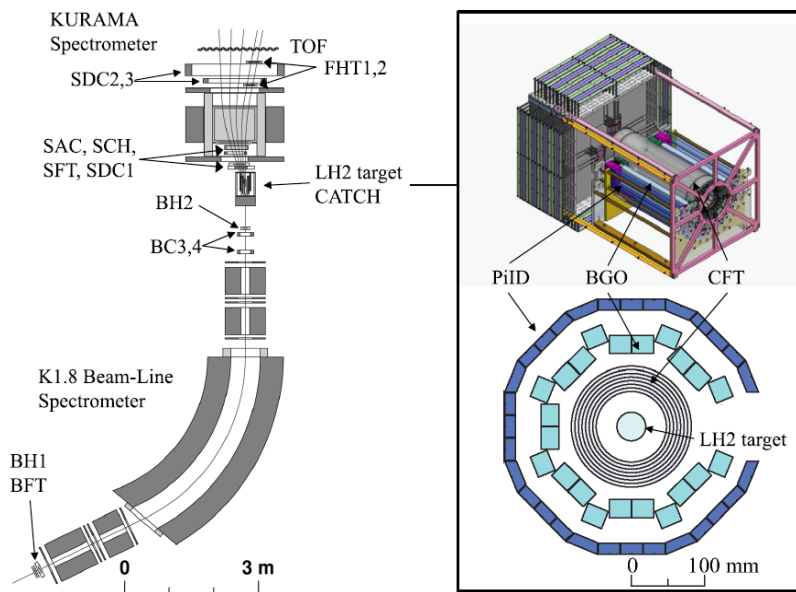 KURAMA
Spectrometer
TOF
SDC2,3
FHT1,2
SAC, SCH,
SFT, SDC1
LH2 target
CATCH
BH2
BC3,4
K1.8 Beam-Line
Spectrometer
BH1
BFT
0 3 m
PiID BGO CFT
LH2 target
0 100 mm